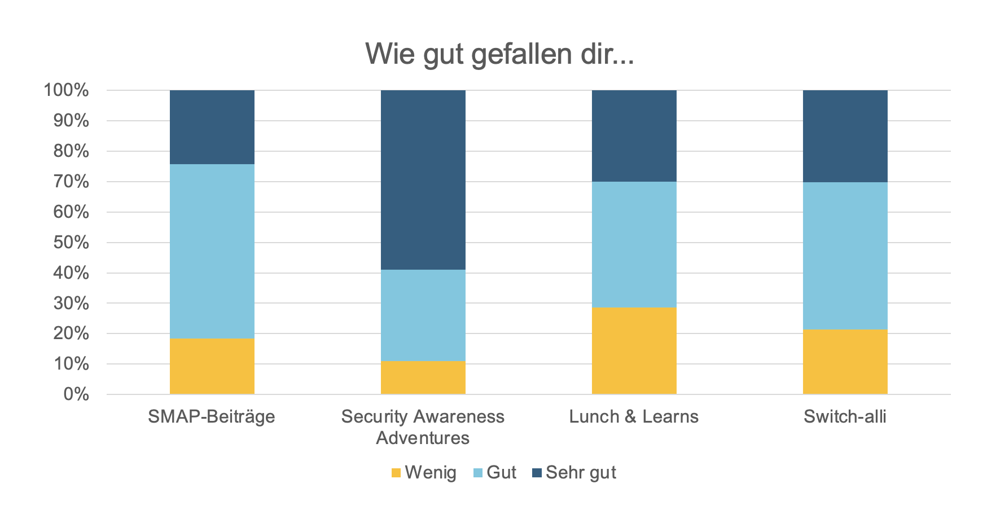 Wie gut gefallen dir...
100%
90%
80%
70%
60%
50%
40%
30%
20%
10%
0%
SMAP-Beiträge
Security Awareness
Adventures
Lunch & Learns
Switch-alli
Wenig
Gut
Sehr gut